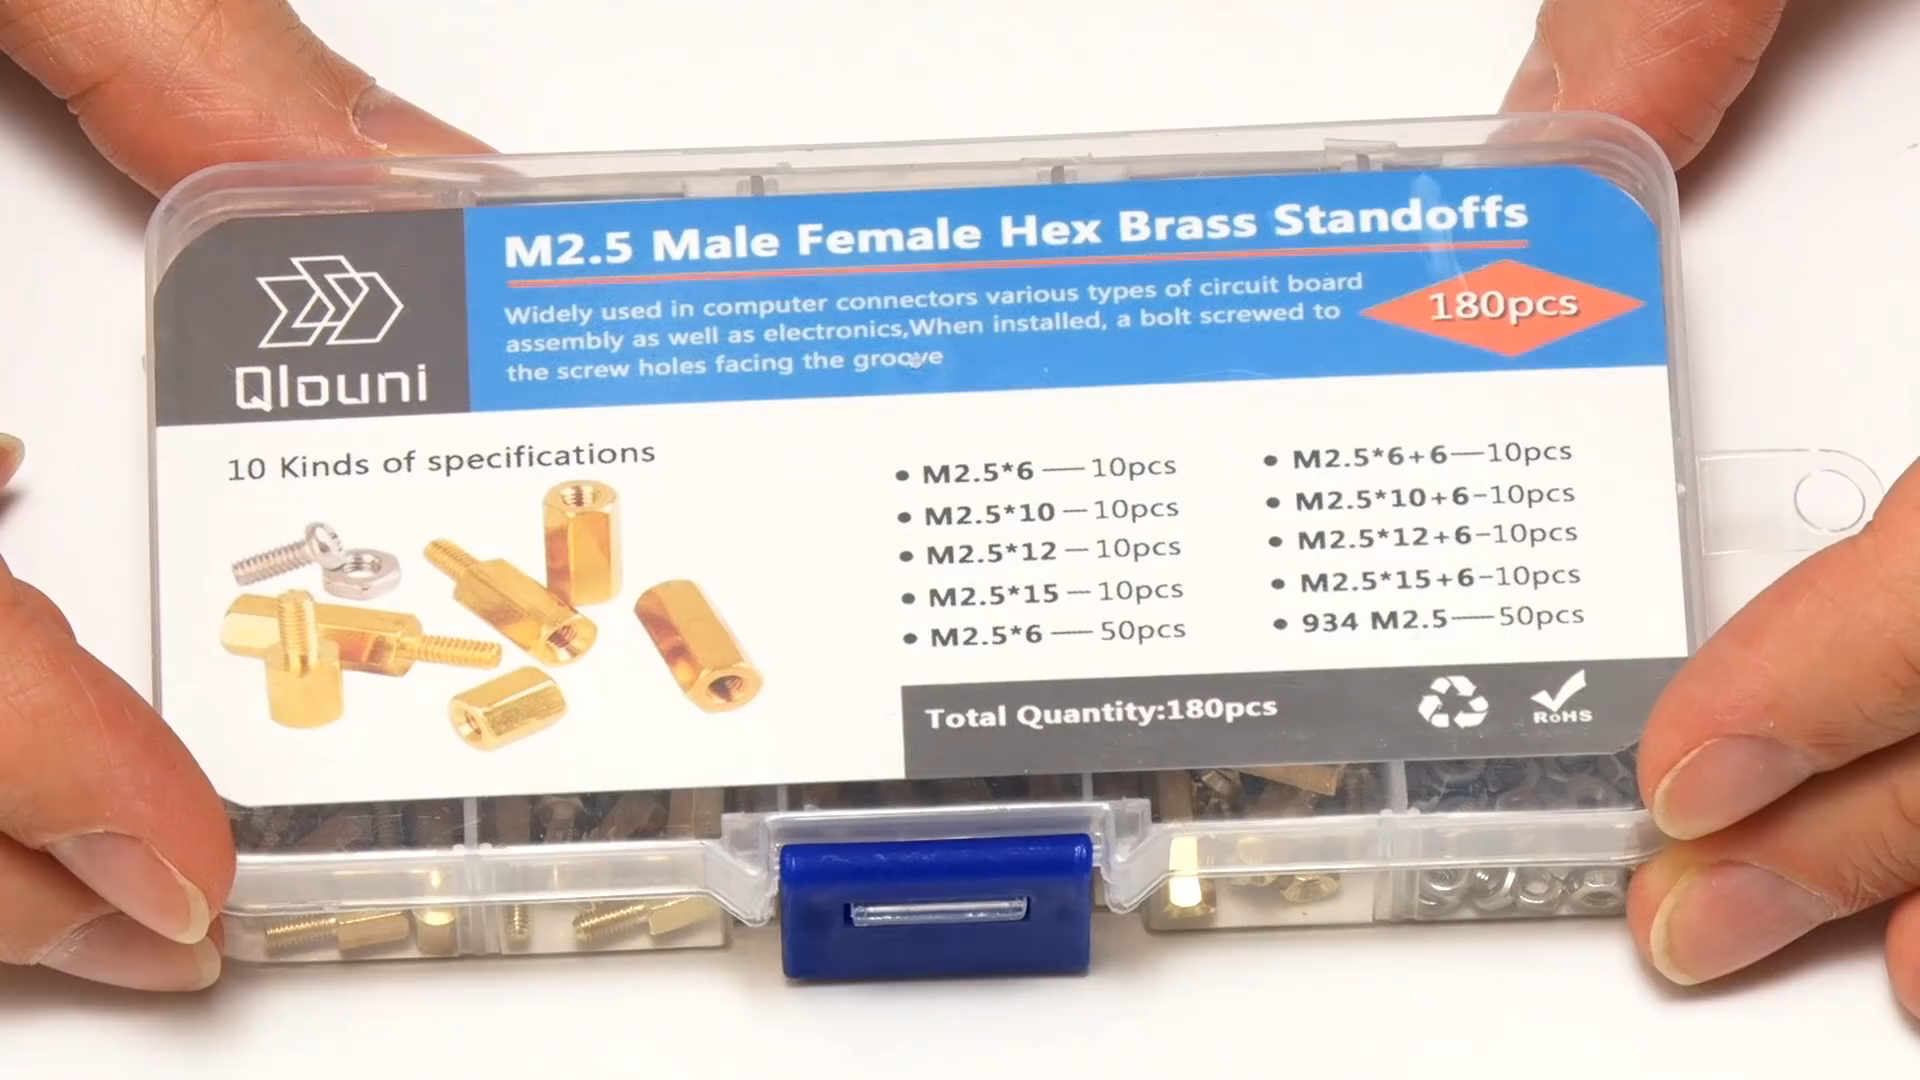 Qlouni
M2.5 Male Female Hex Brass Standoffs
Widely used in computer connectors various types of circuit board
assembly as well as electronics,When installed, a bolt screwed to
the screw holes facing the groove
180pcs
10 Kinds of specifications
• M2.5*6 — 10pcs
• M2.5*10 — 10pcs
• M2.5*12 — 10pcs
• M2.5*15 — 10pcs
• M2.5*6 — 50pcs
• M2.5*6+6—10pcs
• M2.5*10+6-10pcs
• M2.5*12+6-10pcs
• M2.5*15+6-10pcs
• 934 M2.5—50pcs
Total Quantity:180pcs
RoHS